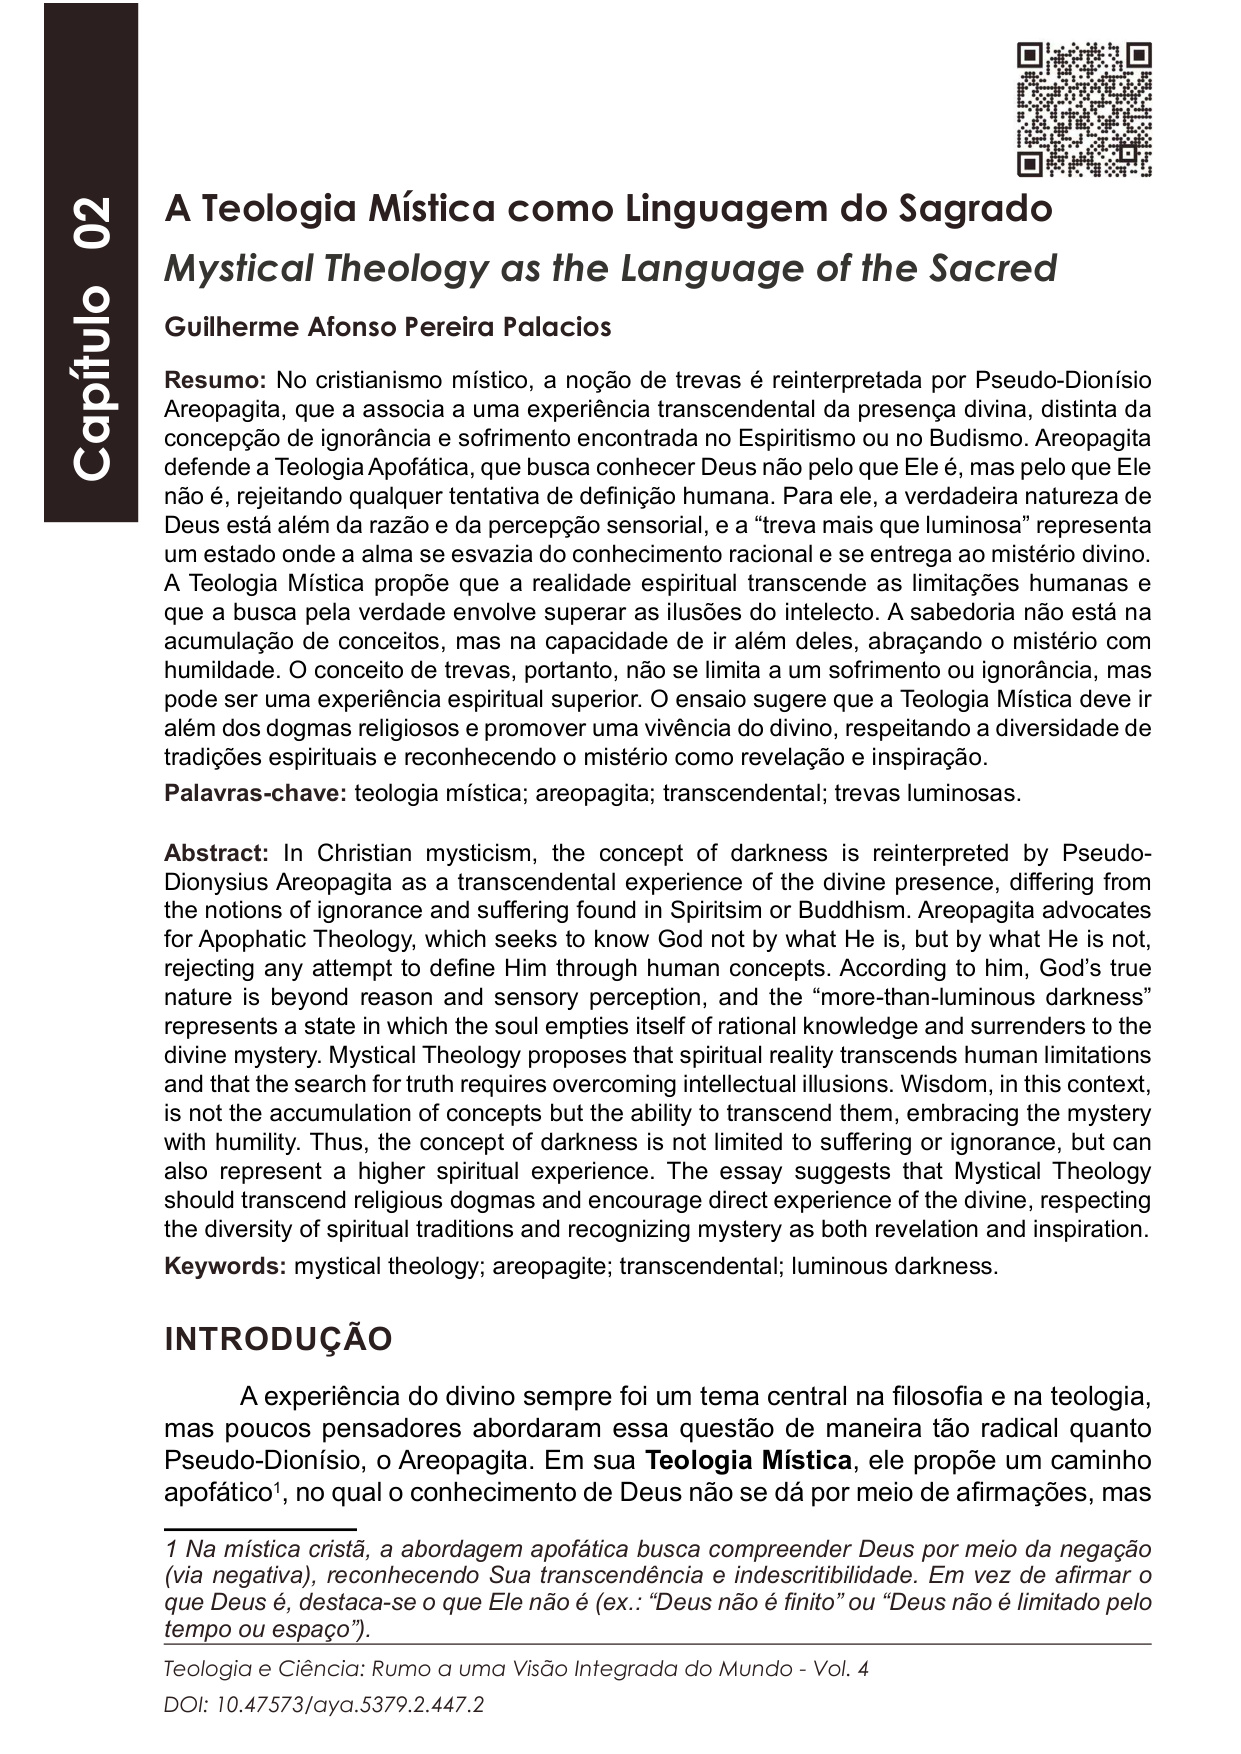 Capítulo 02
A Teologia Mística como Linguagem do Sagrado
Mystical Theology as the Language of the Sacred
Guilherme Afonso Pereira Palacios
Resumo: No cristianismo místico, a noção de trevas é reinterpretada por Pseudo-Dionísio
Areopagita, que a associa a uma experiência transcendental da presença divina, distinta da
concepção de ignorância e sofrimento encontrada no Espiritismo ou no Budismo. Areopagita
defende a Teologia Apofática, que busca conhecer Deus não pelo que Ele é, mas pelo que Ele
não é, rejeitando qualquer tentativa de definição humana. Para ele, a verdadeira natureza de
Deus está além da razão e da percepção sensorial, e a “treva mais que luminosa” representa
um estado onde a alma se esvazia do conhecimento racional e se entrega ao mistério divino.
A Teologia Mística propõe que a realidade espiritual transcende as limitações humanas e
que a busca pela verdade envolve superar as ilusões do intelecto. A sabedoria não está na
acumulação de conceitos, mas na capacidade de ir além deles, abraçando o mistério com
humildade. O conceito de trevas, portanto, não se limita a um sofrimento ou ignorância, mas
pode ser uma experiência espiritual superior. O ensaio sugere que a Teologia Mística deve ir
além dos dogmas religiosos e promover uma vivência do divino, respeitando a diversidade de
tradições espirituais e reconhecendo o mistério como revelação e inspiração.
Palavras-chave: teologia mística; areopagita; transcendental; trevas luminosas.
Abstract: In Christian mysticism, the concept of darkness is reinterpreted by Pseudo-
Dionysius Areopagita as a transcendental experience of the divine presence, differing from
the notions of ignorance and suffering found in Spiritsim or Buddhism. Areopagita advocates
for Apophatic Theology, which seeks to know God not by what He is, but by what He is not,
rejecting any attempt to define Him through human concepts. According to him, God’s true
nature is beyond reason and sensory perception, and the “more-than-luminous darkness”
represents a state in which the soul empties itself of rational knowledge and surrenders to the
divine mystery. Mystical Theology proposes that spiritual reality transcends human limitations
and that the search for truth requires overcoming intellectual illusions. Wisdom, in this context,
is not the accumulation of concepts but the ability to transcend them, embracing the mystery
with humility. Thus, the concept of darkness is not limited to suffering or ignorance, but can
also represent a higher spiritual experience. The essay suggests that Mystical Theology
should transcend religious dogmas and encourage direct experience of the divine, respecting
the diversity of spiritual traditions and recognizing mystery as both revelation and inspiration.
Keywords: mystical theology; areopagite; transcendental; luminous darkness.
INTRODUÇÃO
A experiência do divino sempre foi um tema central na filosofia e na teologia,
mas poucos pensadores abordaram essa questão de maneira tão radical quanto
Pseudo-Dionísio, o Areopagita. Em sua Teologia Mística, ele propõe um caminho
apofático¹, no qual o conhecimento de Deus não se dá por meio de afirmações, mas
1 Na mística cristã, a abordagem apofática busca compreender Deus por meio da negação
(via negativa), reconhecendo Sua transcendência e indescritibilidade. Em vez de afirmar o
que Deus é, destaca-se o que Ele não é (ex.: “Deus não é finito” ou “Deus não é limitado pelo
tempo ou espaço”).
Teologia e Ciência: Rumo a uma Visão Integrada do Mundo - Vol. 4
DOI: 10.47573/aya.5379.2.447.2